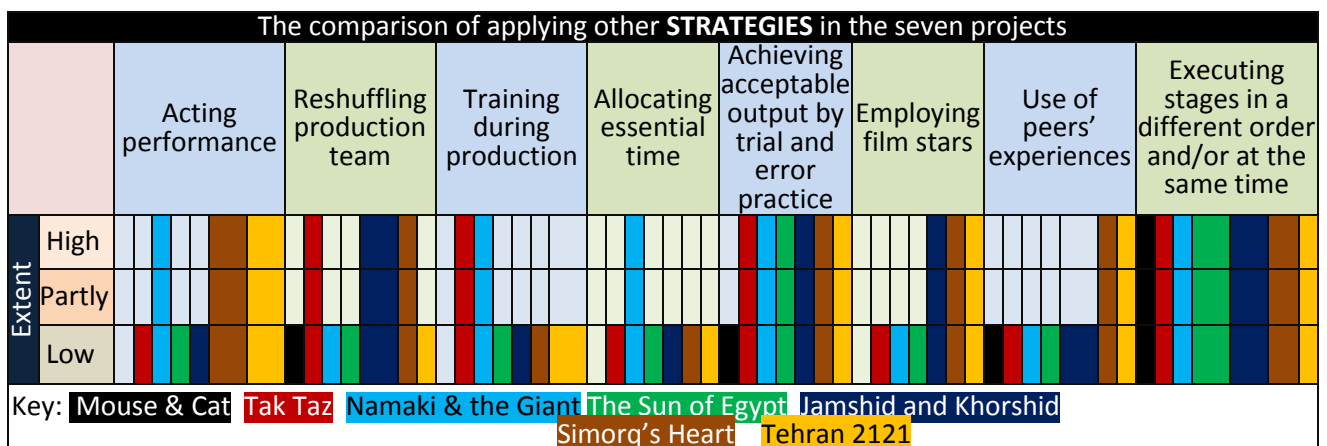 The comparison of applying other STRATEGIES in the seven projects
Acting
performance
Reshuffling
production
team
Training
during
production
Allocating
essential
time
Achieving
acceptable
output by
trial and
error
practice
Employing
film stars
Use of
peers’
experiences
Executing
stages in a
different order
and/or at the
same time
Extent
High
Partly
Low
Key: Mouse & Cat Tak Taz Namaki & the Giant The Sun of Egypt Jamshid and Khorshid
Simorq’s Heart Tehran 2121